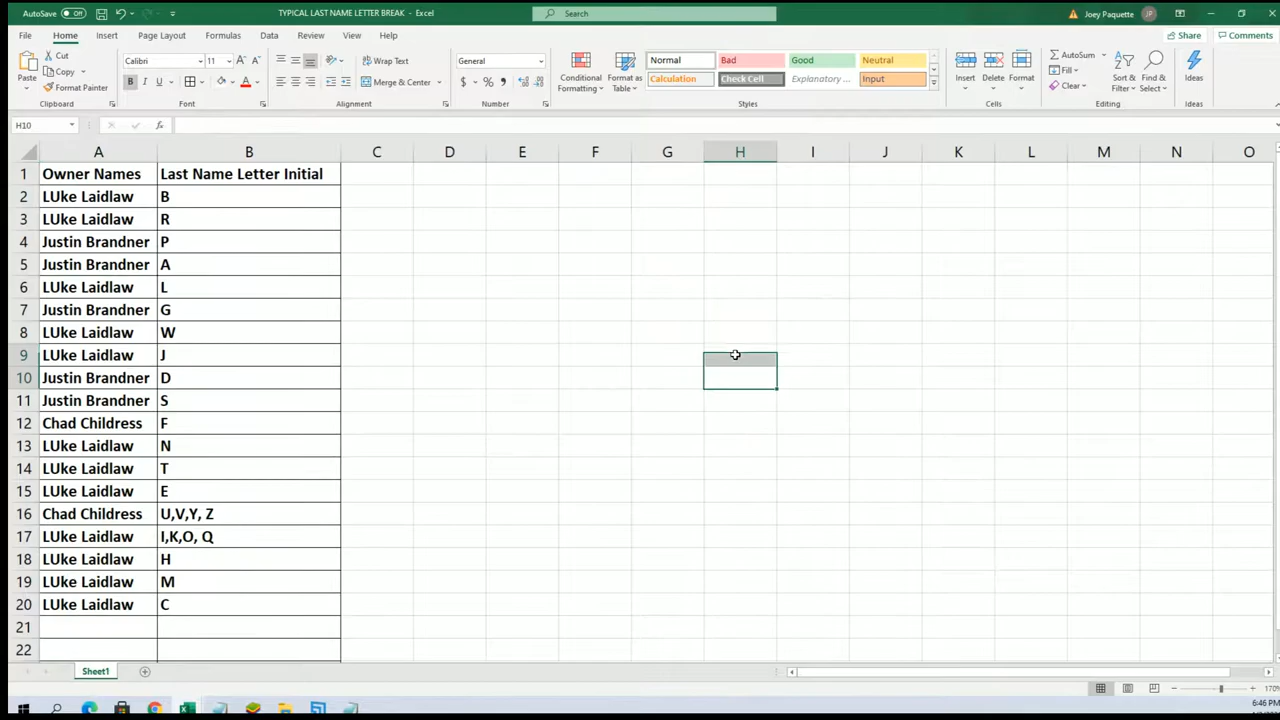 AutoSave Off TYPICAL LAST NAME LETTER BREAK - Excel Search Joey Paquette JP
File Home Insert Page Layout Formulas Data Review View Help Share Comments
Paste Cut Copy Format Painter Clipboard
Calibri 11 B I U Font
Wrap Text Merge & Center Alignment
General $ % Number
Conditional Formatting Format as Table
Normal Bad Good Neutral
Calculation Check Cell Explanatory ... Input
Styles
Insert Delete Format Cells
AutoSum Fill Clear Sort & Filter Find & Select Editing
Ideas Ideas
H10 fx
A B C D E F G H I J K L M N O
1 Owner Names Last Name Letter Initial
2 LUke Laidlaw B
3 LUke Laidlaw R
4 Justin Brandner P
5 Justin Brandner A
6 LUke Laidlaw L
7 Justin Brandner G
8 LUke Laidlaw W
9 LUke Laidlaw J
10 Justin Brandner D
11 Justin Brandner S
12 Chad Childress F
13 LUke Laidlaw N
14 LUke Laidlaw T
15 LUke Laidlaw E
16 Chad Childress U,V,Y, Z
17 LUke Laidlaw I,K,O, Q
18 LUke Laidlaw H
19 LUke Laidlaw M
20 LUke Laidlaw C
21
22
Sheet1
170%
6:46 PM